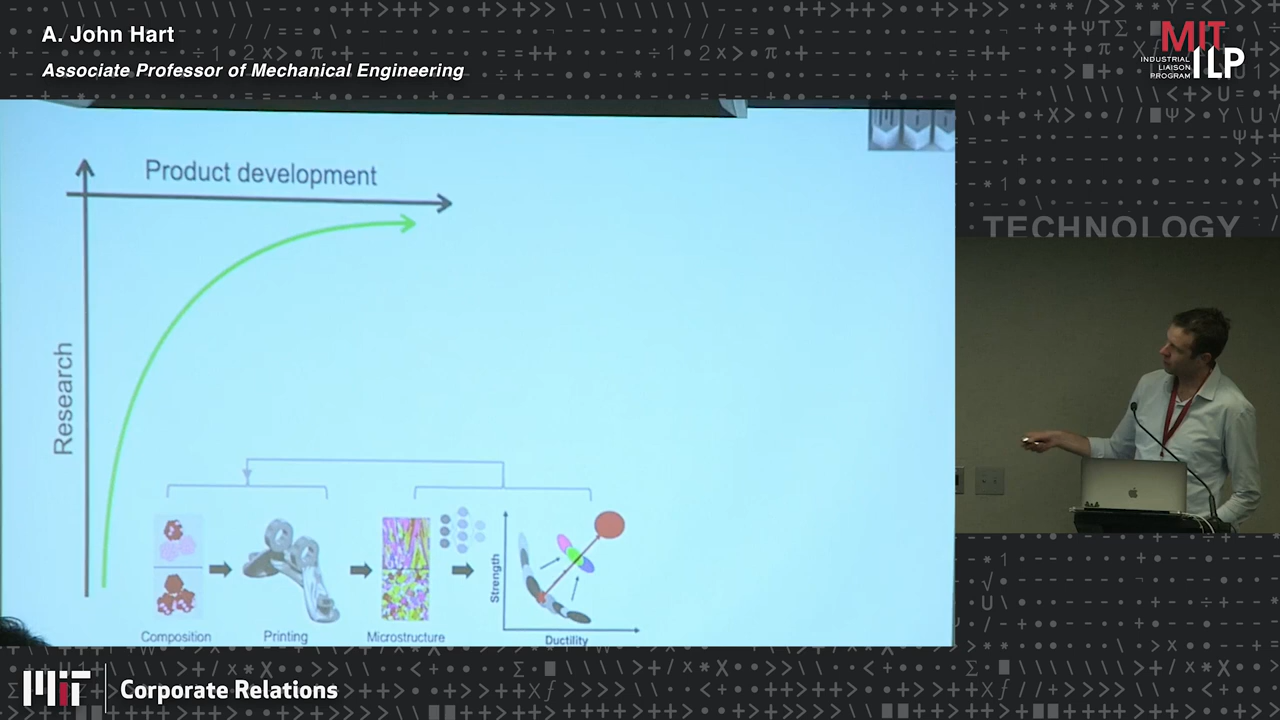 A. John Hart
Associate Professor of Mechanical Engineering
MIT
ILP
INDUSTRIAL
LIAISON
PROGRAM
TECHNOLOGY
Product development
Research
Strength
Ductility
Composition
Printing
Microstructure
MIT
Corporate Relations